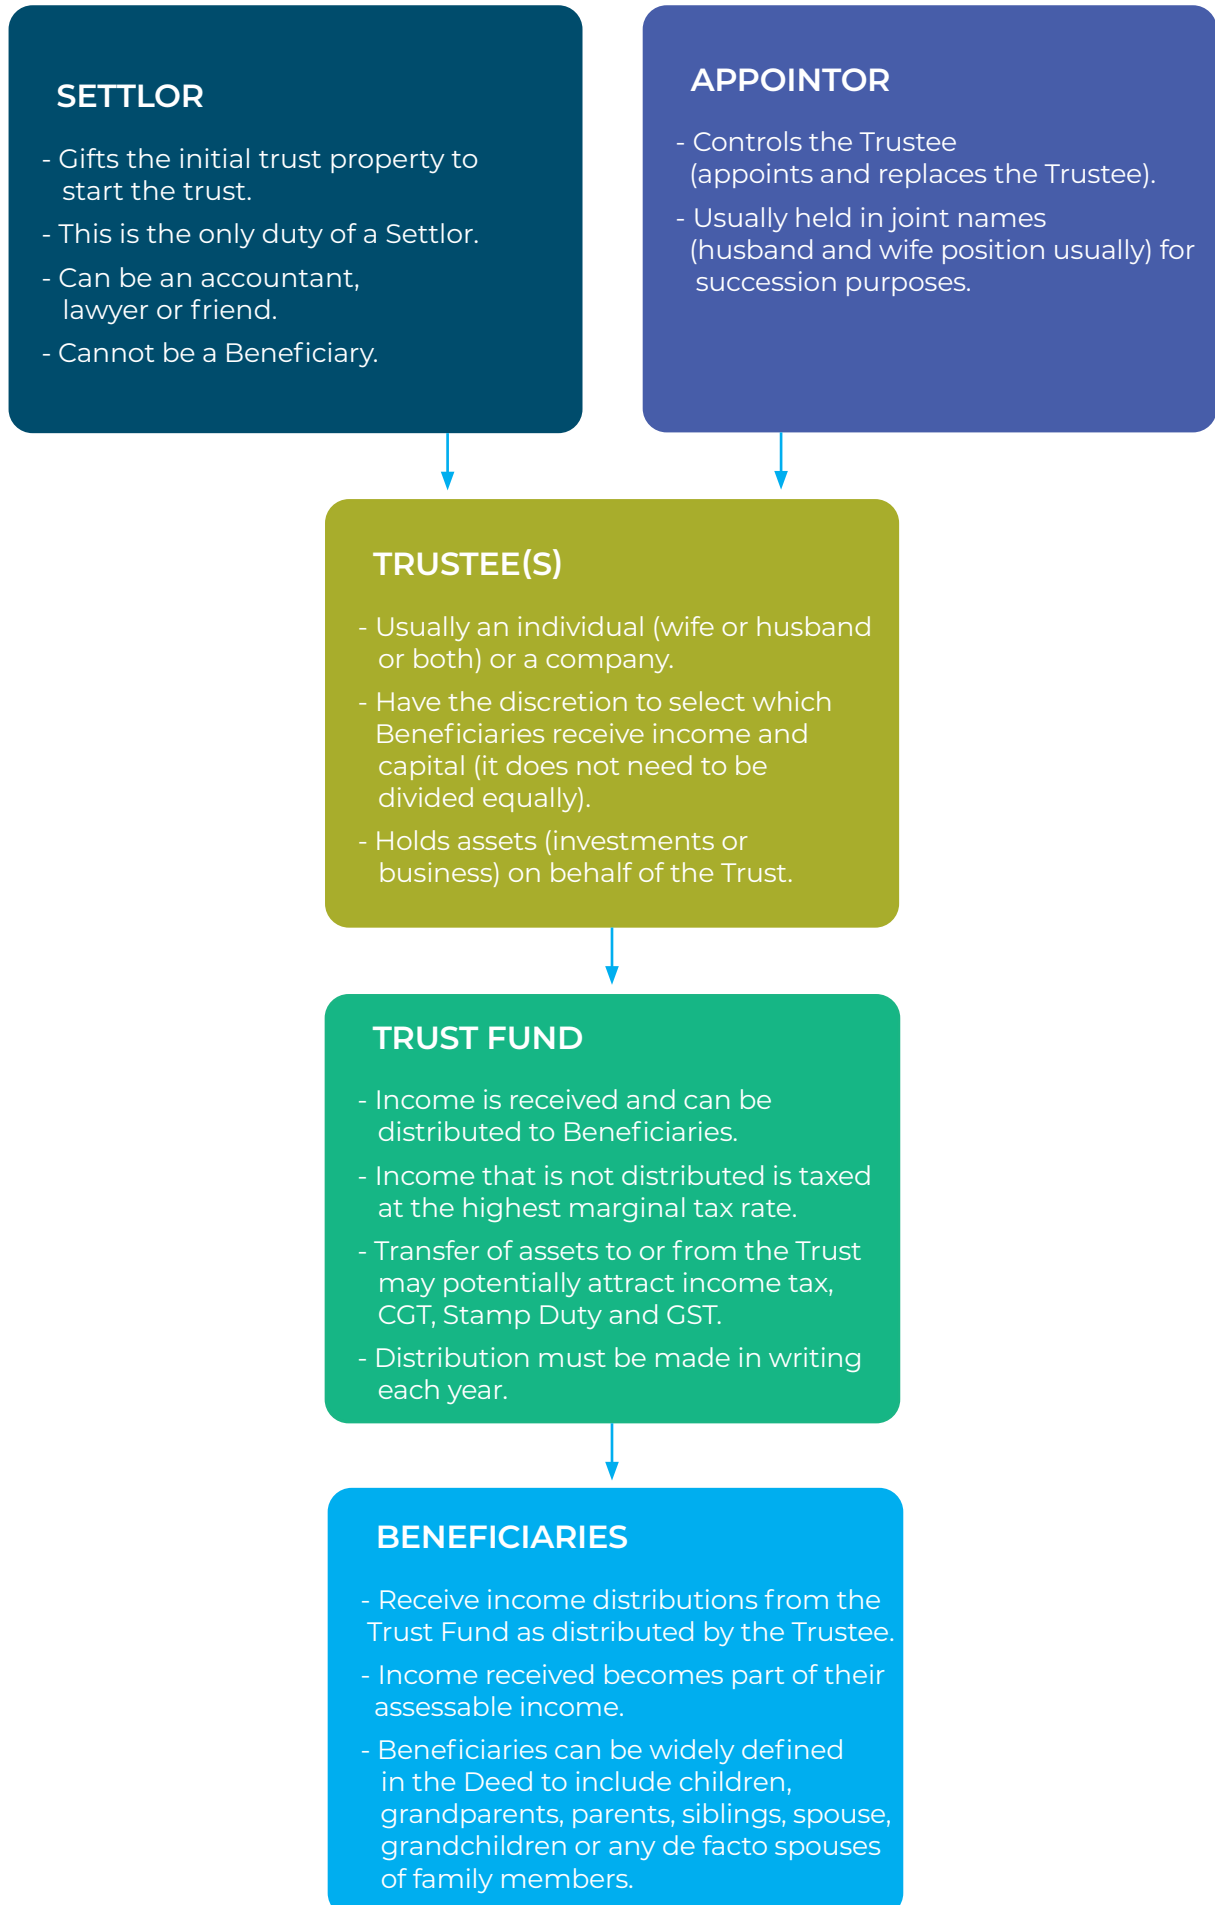 SETTLOR
- Gifts the initial trust property to
start the trust.
- This is the only duty of a Settlor.
- Can be an accountant,
lawyer or friend.
- Cannot be a Beneficiary.
APPOINTOR
- Controls the Trustee
(appoints and replaces the Trustee).
- Usually held in joint names
(husband and wife position usually) for
succession purposes.
TRUSTEE(S)
- Usually an individual (wife or husband
or both) or a company.
- Have the discretion to select which
Beneficiaries receive income and
capital (it does not need to be
divided equally).
- Holds assets (investments or
business) on behalf of the Trust.
TRUST FUND
- Income is received and can be
distributed to Beneficiaries.
- Income that is not distributed is taxed
at the highest marginal tax rate.
- Transfer of assets to or from the Trust
may potentially attract income tax,
CGT, Stamp Duty and GST.
- Distribution must be made in writing
each year.
BENEFICIARIES
- Receive income distributions from the
Trust Fund as distributed by the Trustee.
- Income received becomes part of their
assessable income.
- Beneficiaries can be widely defined
in the Deed to include children,
grandparents, parents, siblings, spouse,
grandchildren or any de facto spouses
of family members.